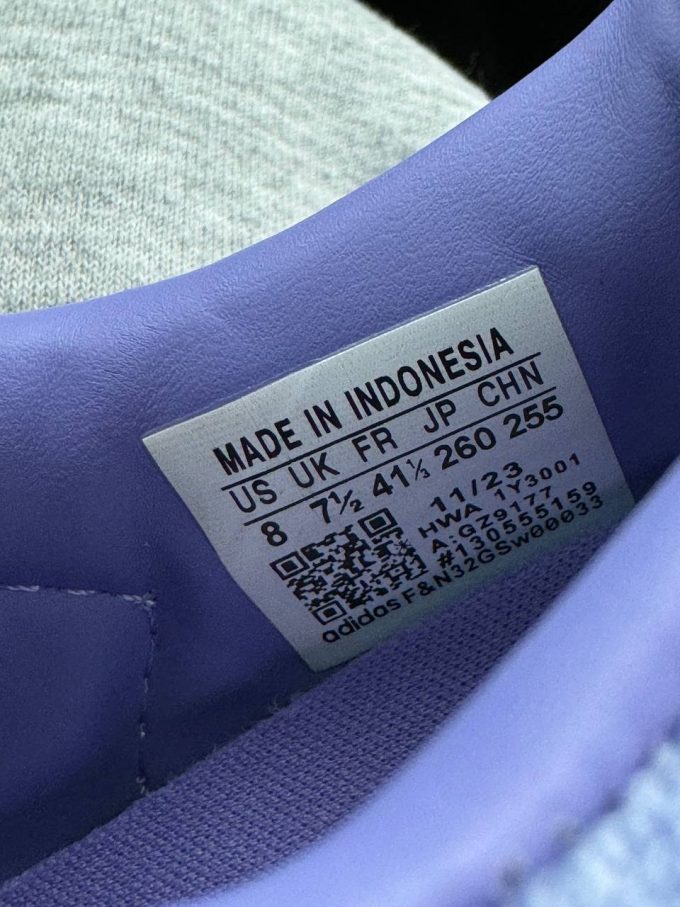 MADE IN INDONESIA
US UK FR JP CHN
8 7½ 41⅓ 260 255
11/23
HWA 1Y3001
A:GZ9177
#130555159
adidas F&N32GSw00033